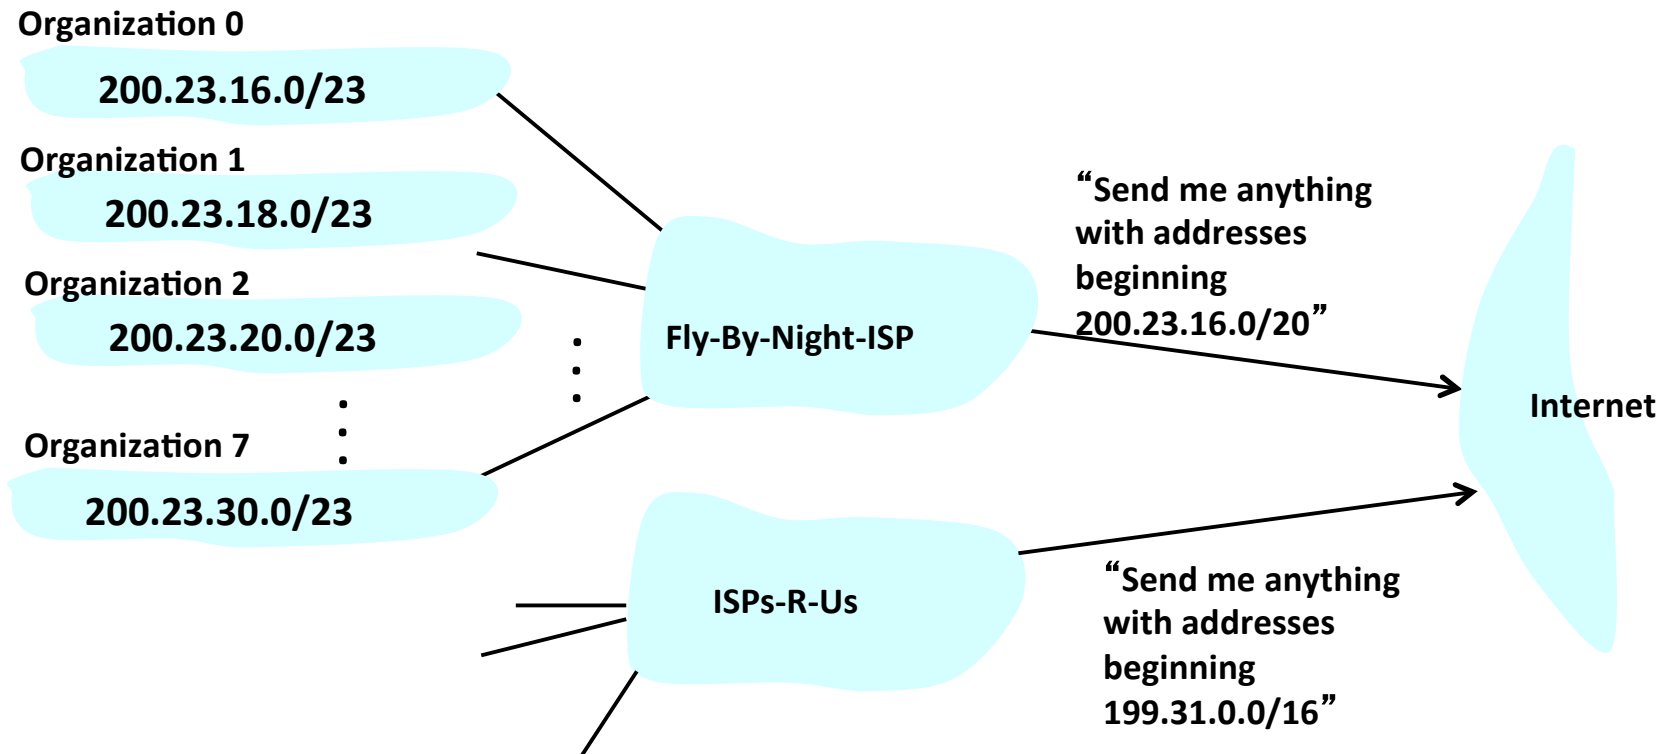 Organization 0
200.23.16.0/23
Organization 1
200.23.18.0/23
Organization 2
200.23.20.0/23
Organization 7
200.23.30.0/23
Fly-By-Night-ISP
ISPs-R-Us
“Send me anything
with addresses
beginning
200.23.16.0/20”
“Send me anything
with addresses
beginning
199.31.0.0/16”
Internet